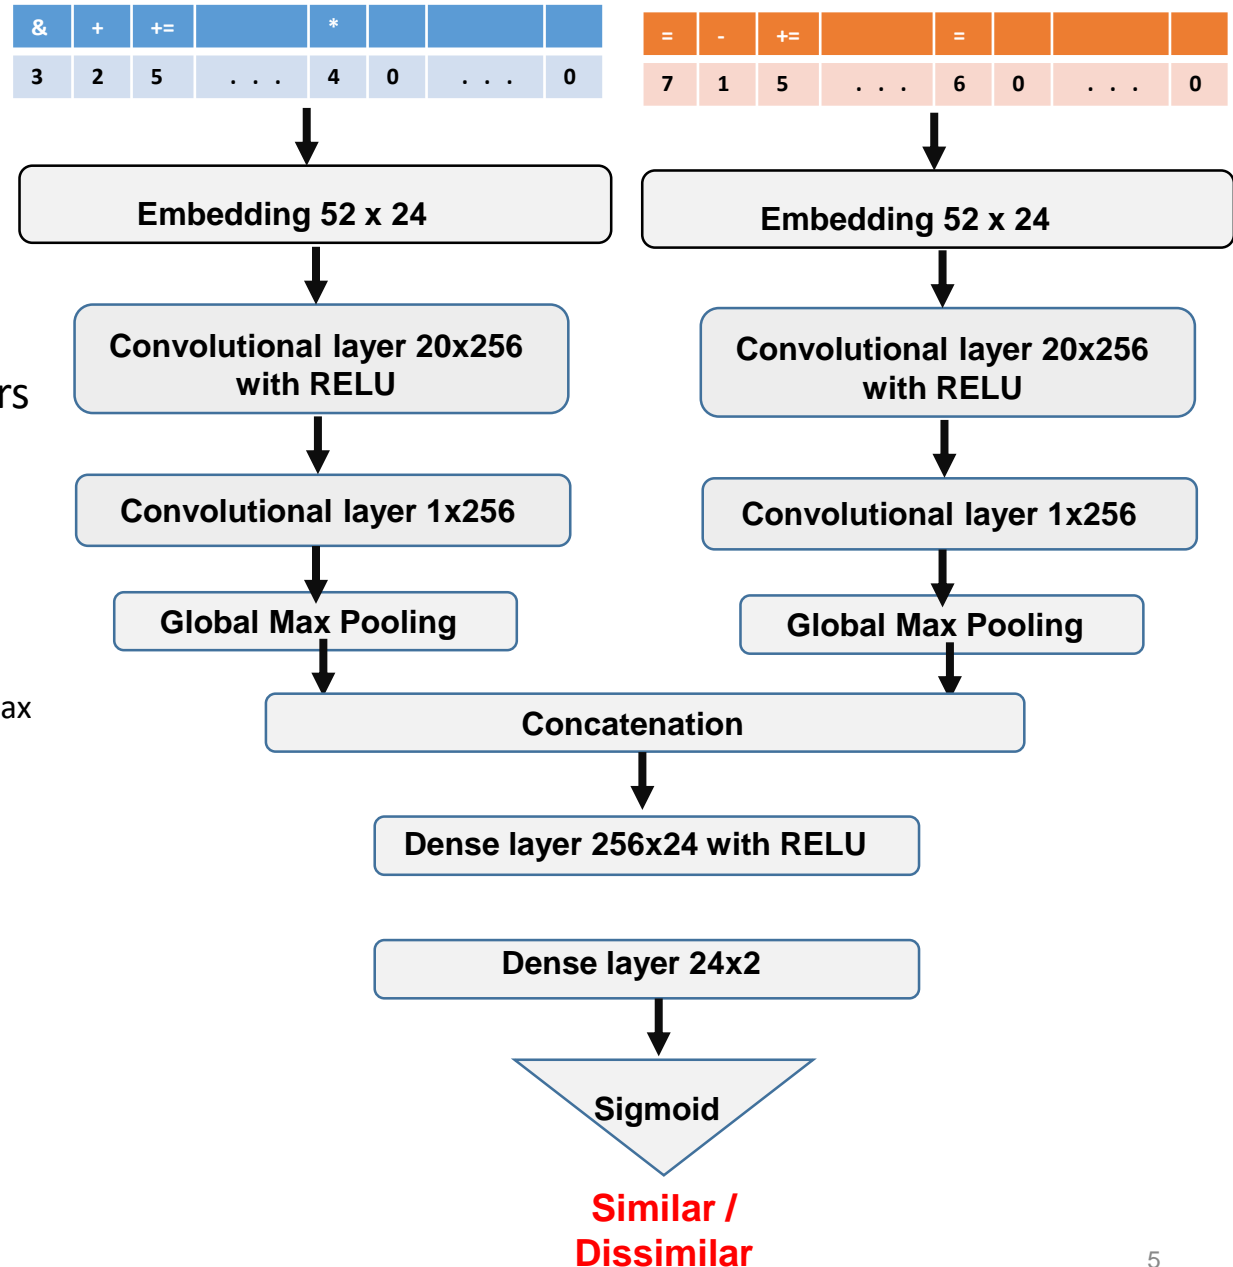 & + += *
3 2 5 . . . 4 0 . . . 0
= - += =
7 1 5 . . . 6 0 . . . 0
Embedding 52 x 24
Embedding 52 x 24
Convolutional layer 20x256
with RELU
Convolutional layer 20x256
with RELU
rs
Convolutional layer 1x256
Convolutional layer 1x256
Global Max Pooling
Global Max Pooling
ax
Concatenation
Dense layer 256x24 with RELU
Dense layer 24x2
Sigmoid
Similar /
Dissimilar
5